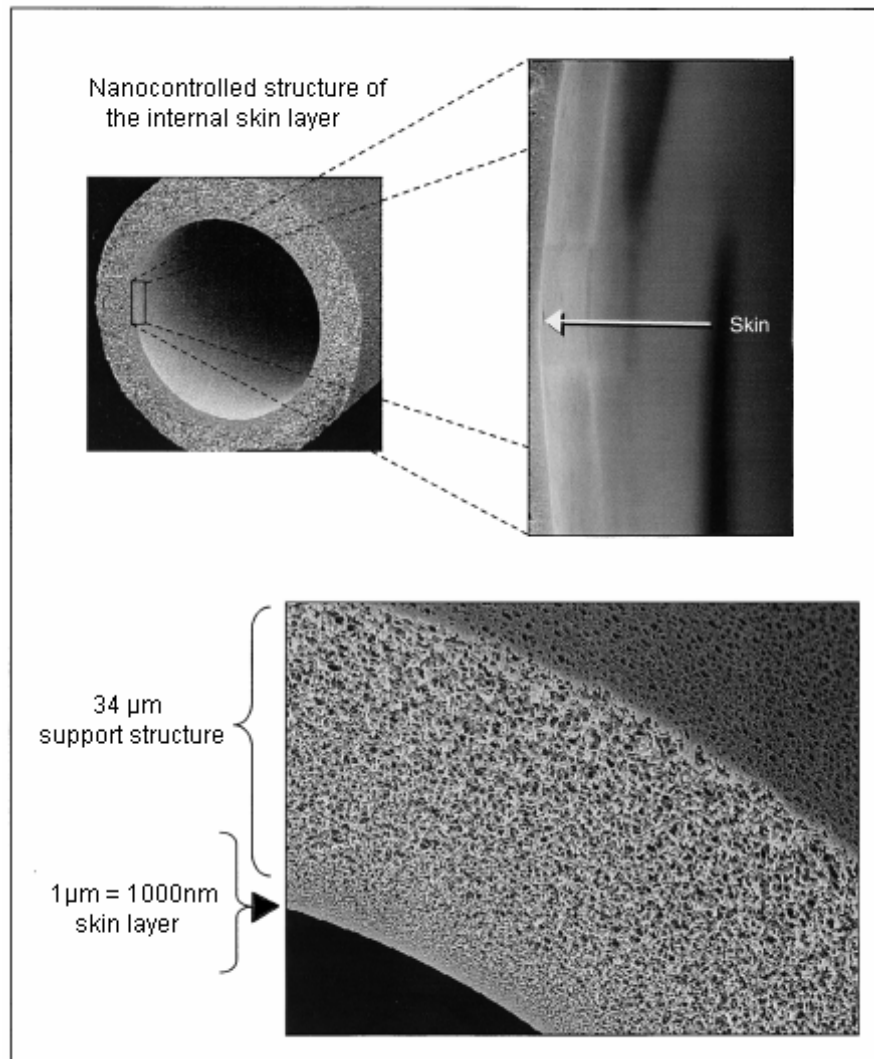 Nanocontrolled structure of
the internal skin layer
Skin
34 µm
support structure
1µm = 1000nm
skin layer